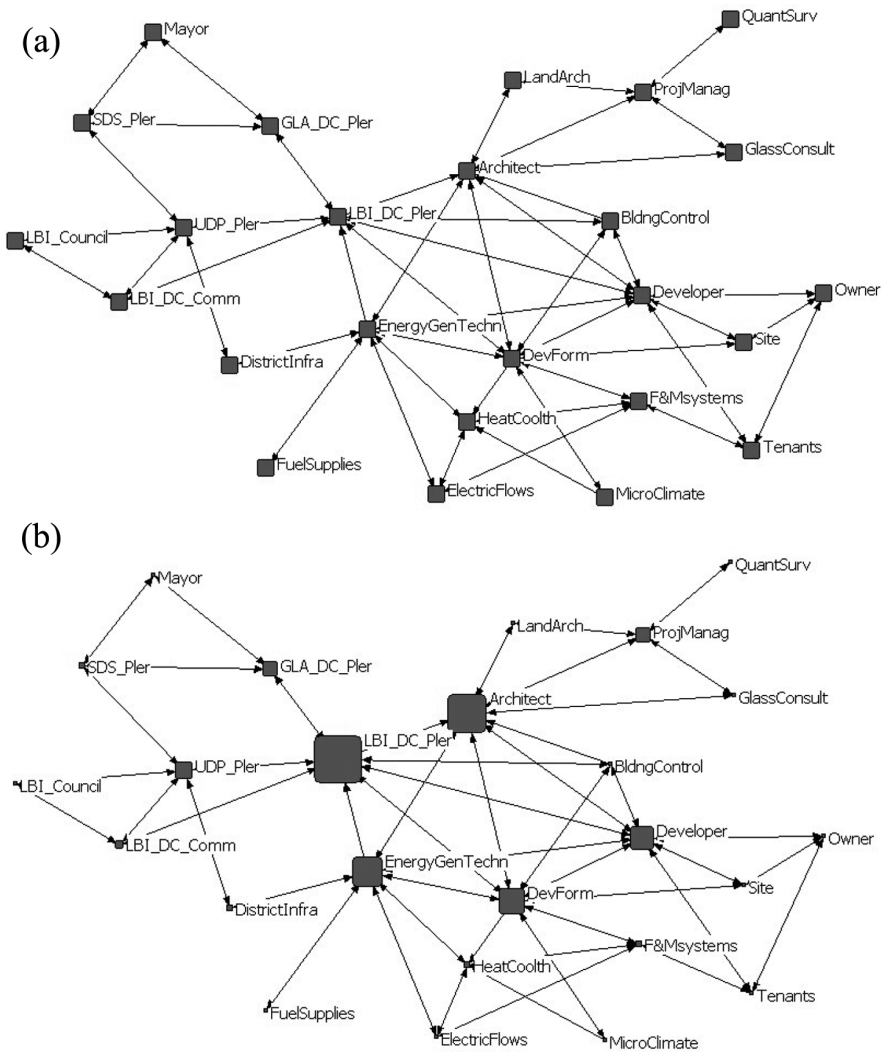 (a)
QuantSurv
Mayor
LandArch
ProjManag
SDS_Pler
GLA_DC_Pler
GlassConsult
Architect
LBI_DC_Pler
BldngControl
UDP_Pler
LBI_Council
Developer
Owner
LBI_DC_Comm
EnergyGenTechn
Site
DevForm
DistrictInfra
F&Msystems
HeatCoolth
Tenants
FuelSupplies
ElectricFlows
MicroClimate
(b)
QuantSurv
Mayor
LandArch
ProjManag
SDS_Pler
GLA_DC_Pler
GlassConsult
Architect
LBI_DC_Pler
BldngControl
UDP_Pler
LBI_Council
Developer
Owner
LBI_DC_Comm
EnergyGenTechn
Site
DevForm
DistrictInfra
F&Msystems
HeatCoolth
Tenants
FuelSupplies
ElectricFlows
MicroClimate